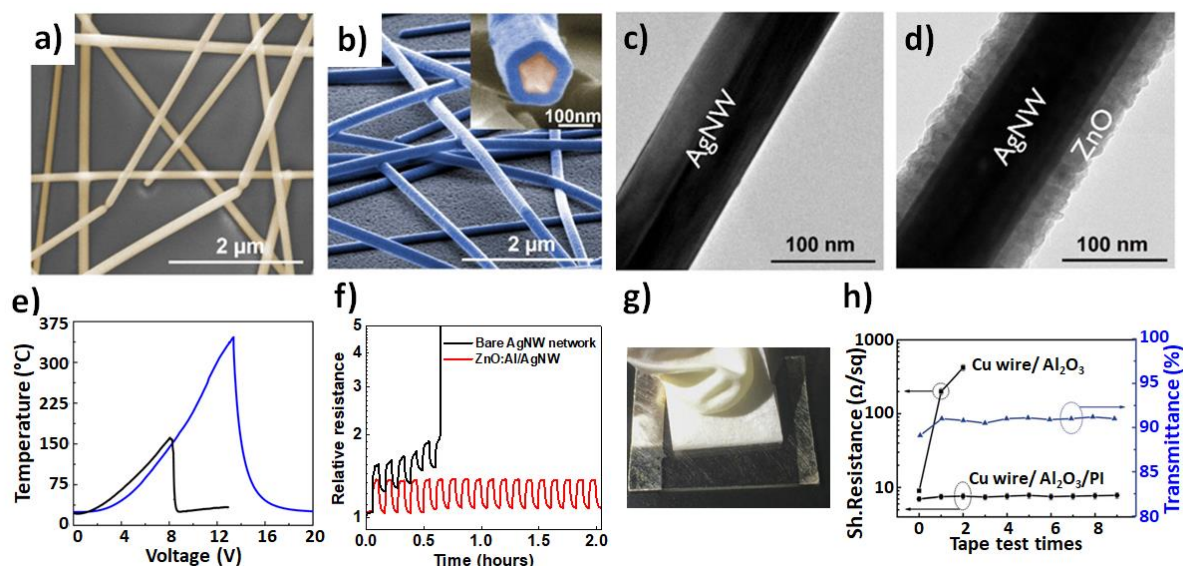 a)
2 µm
b)
100nm
2 µm
c)
AgNW
100 nm
d)
AgNW
ZnO
100 nm
e)
Temperature (°C)
375
300
225
150
75
0
0 4 8 12 16 20
Voltage (V)
f)
Relative resistance
5
4
3
2
1
Bare AgNW network
ZnO:Al/AgNW
0.0 0.5 1.0 1.5 2.0
Time (hours)
g)
h)
Sh.Resistance (Ω/sq)
1000
100
10
Cu wire/ Al₂O₃
Cu wire/ Al₂O₃/PI
100
95
90
85
80
Transmittance (%)
0 2 4 6 8
Tape test times